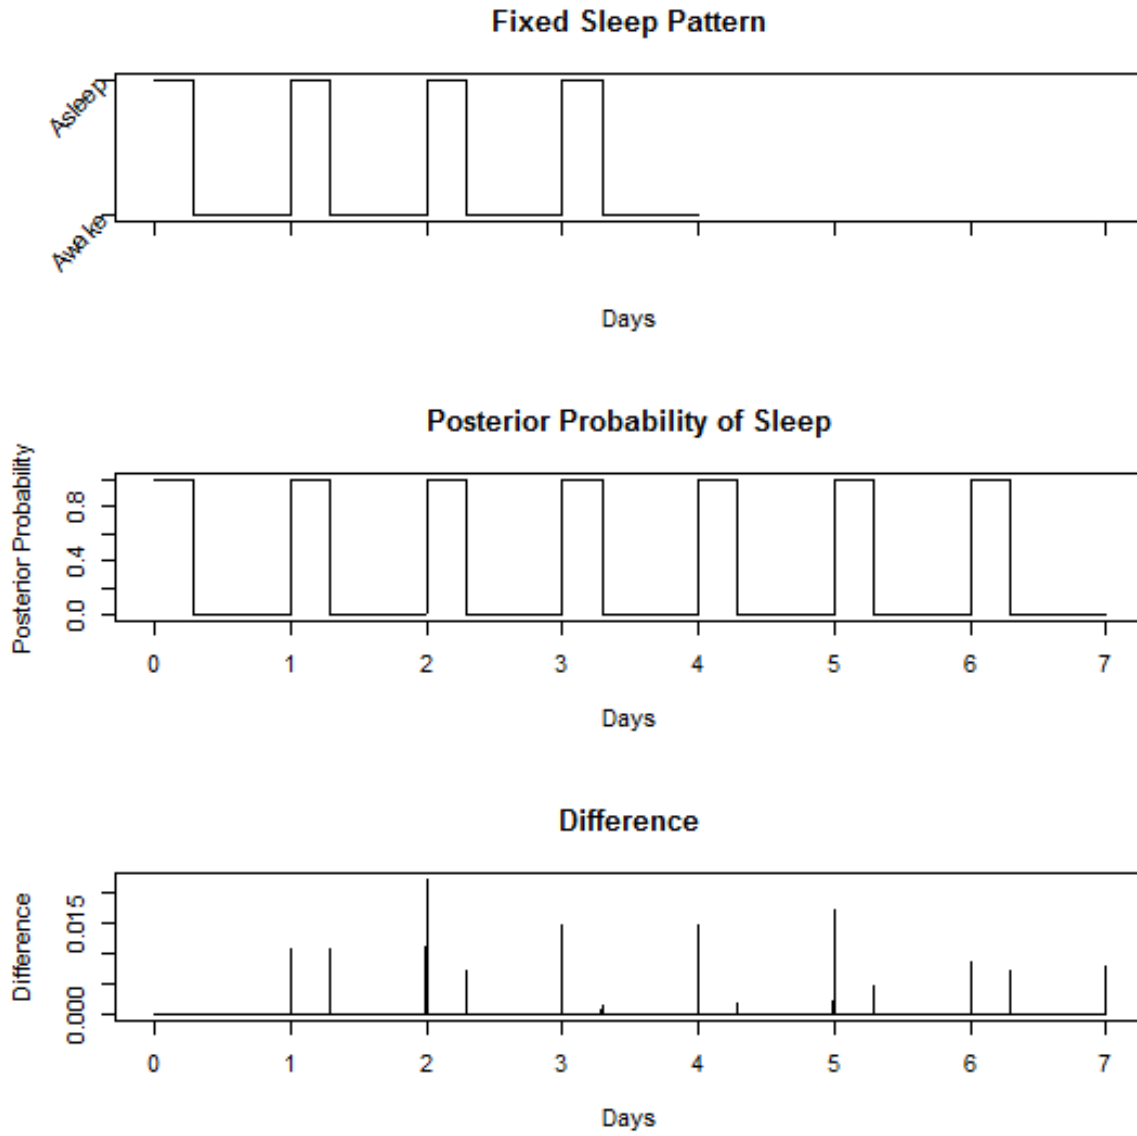 Fixed Sleep Pattern
Asleep
Awake
Days
Posterior Probability of Sleep
Posterior Probability
0.8
0.4
0.0
0 1 2 3 4 5 6 7
Days
Difference
Difference
0.015
0.000
0 1 2 3 4 5 6 7
Days